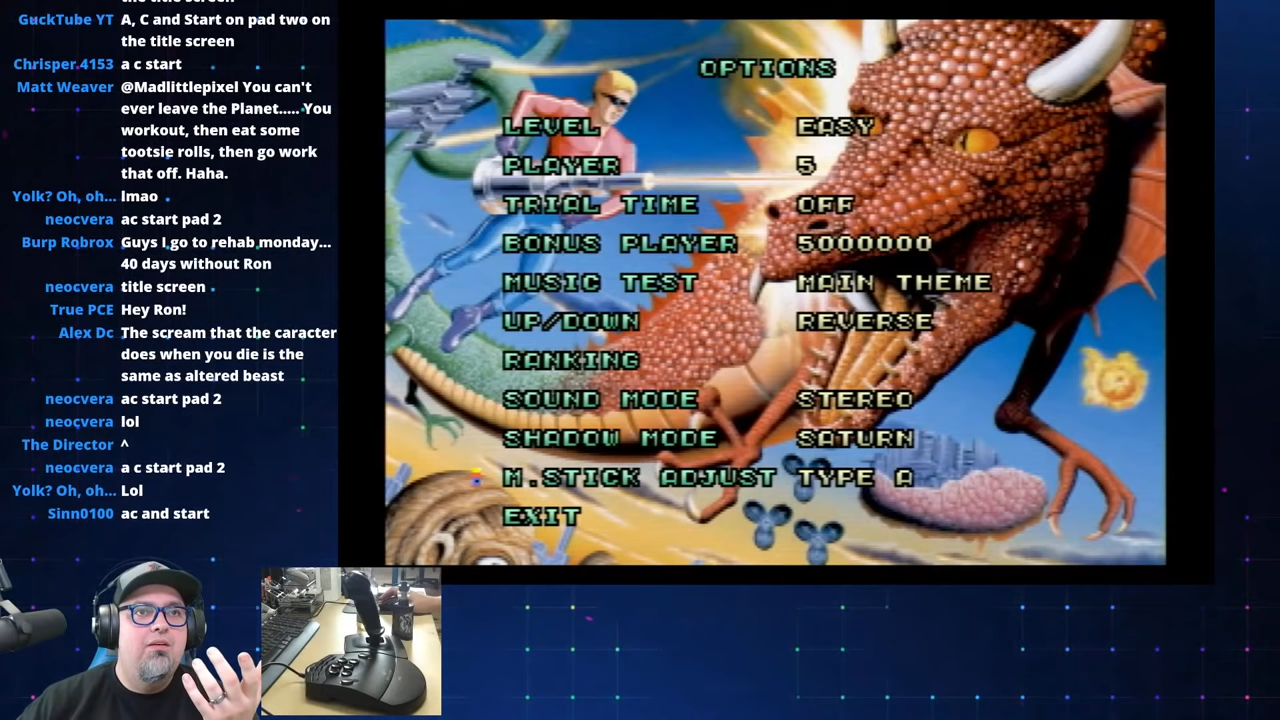 the title screen
GuckTube YT A, C and Start on pad two on
the title screen
Chrisper.4153 a c start
Matt Weaver @Madlittlepixel You can't
ever leave the Planet..... You
workout, then eat some
tootsie rolls, then go work
that off. Haha.
Yolk? Oh, oh... lmao
neocvera ac start pad 2
Burp Robrox Guys I go to rehab monday...
40 days without Ron
neocvera title screen
True PCE Hey Ron!
Alex Dc The scream that the caracter
does when you die is the
same as altered beast
neocvera ac start pad 2
neocvera lol
The Director ^
neocvera a c start pad 2
Yolk? Oh, oh... Lol
Sinn0100 ac and start
OPTIONS
LEVEL EASY
PLAYER 5
TRIAL TIME OFF
BONUS PLAYER 5000000
MUSIC TEST MAIN THEME
UP/DOWN REVERSE
RANKING
SOUND MODE STEREO
SHADOW MODE SATURN
M.STICK ADJUST TYPE A
EXIT